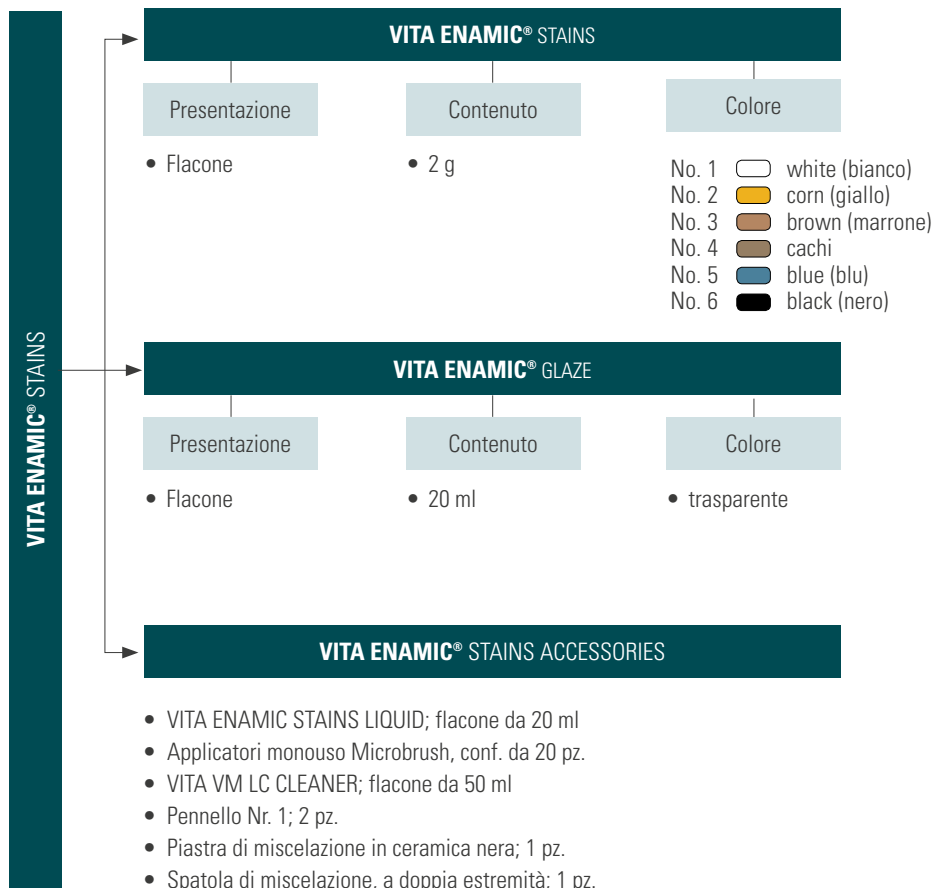 VITA ENAMIC® STAINS
VITA ENAMIC® STAINS
Presentazione
Contenuto
Colore
• Flacone
• 2 g
No. 1 white (bianco)
No. 2 corn (giallo)
No. 3 brown (marrone)
No. 4 cachi
No. 5 blue (blu)
No. 6 black (nero)
VITA ENAMIC® GLAZE
Presentazione
Contenuto
Colore
• Flacone
• 20 ml
• trasparente
VITA ENAMIC® STAINS ACCESSORIES
• VITA ENAMIC STAINS LIQUID; flacone da 20 ml
• Applicatori monouso Microbrush, conf. da 20 pz.
• VITA VM LC CLEANER; flacone da 50 ml
• Pennello Nr. 1; 2 pz.
• Piastra di miscelazione in ceramica nera; 1 pz.
• Spatola di miscelazione, a doppia estremità; 1 pz.